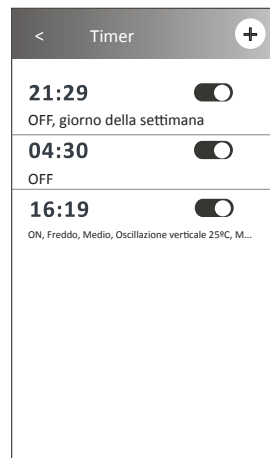 < Timer +
21:29
OFF, giorno della settimana
04:30
OFF
16:19
ON, Freddo, Medio, Oscillazione verticale 25ºC, M...